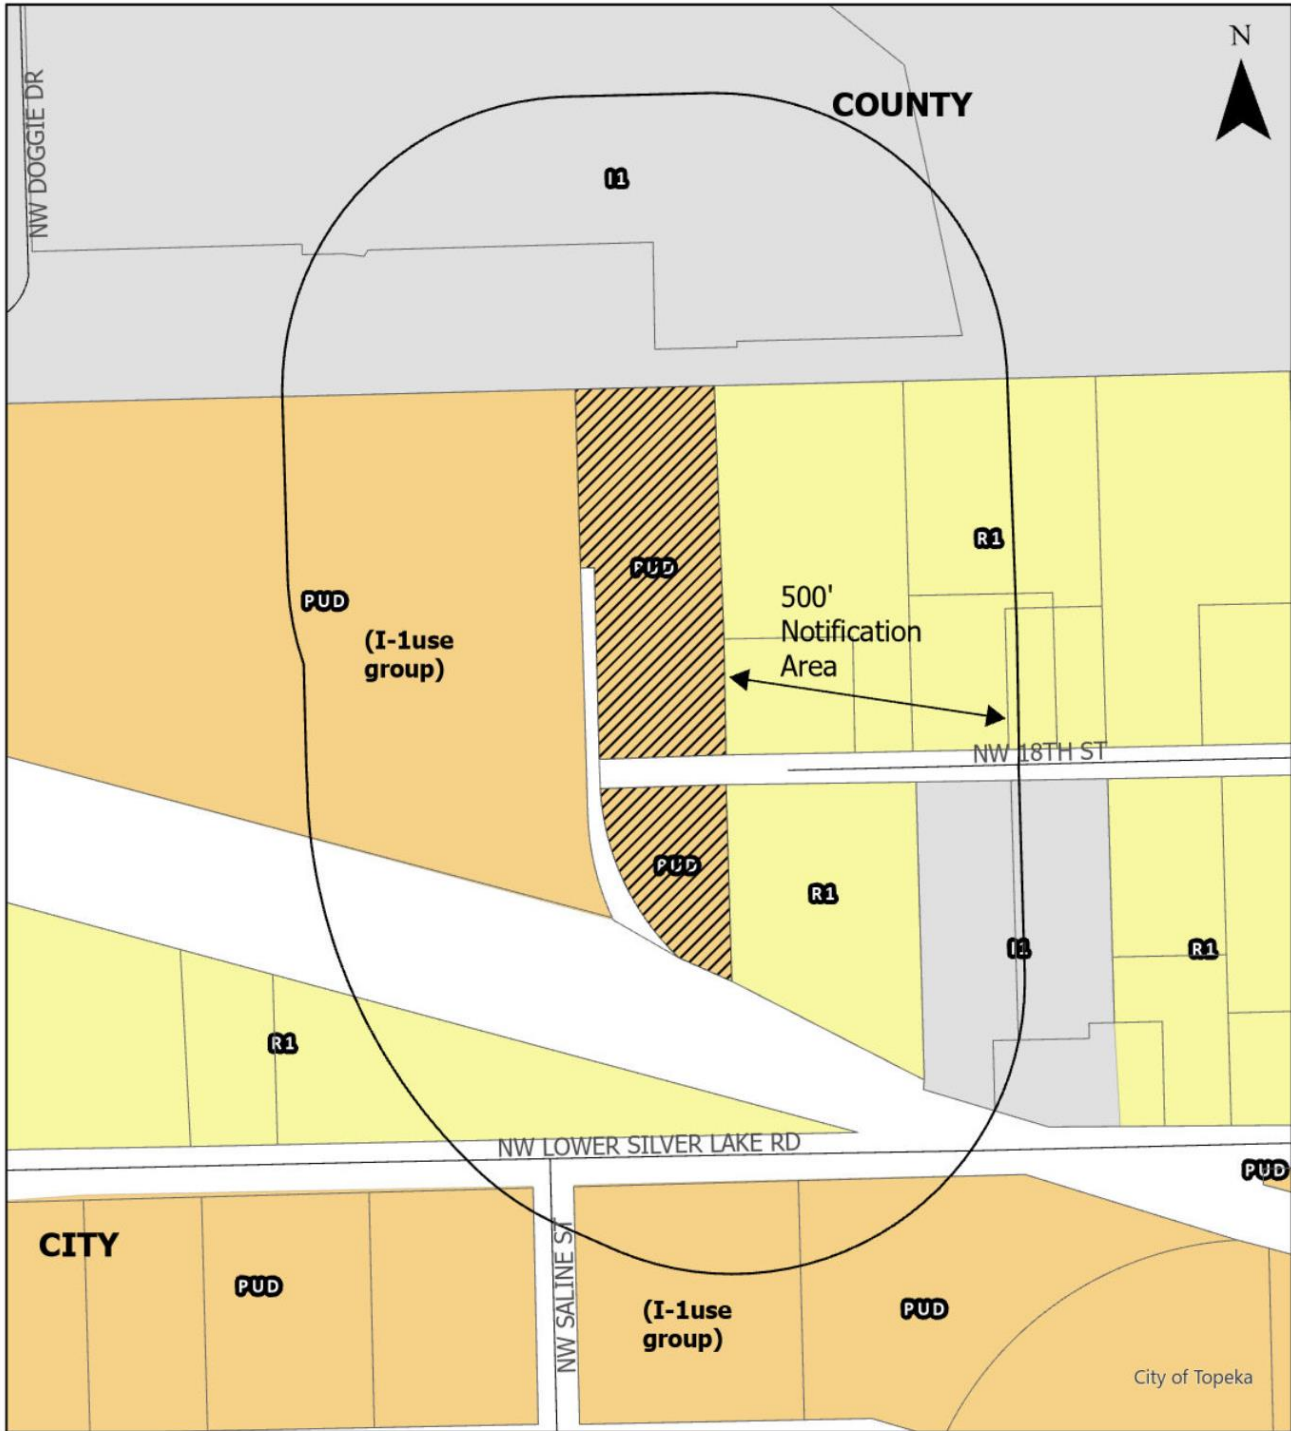 N
NW DOGGIE DR
COUNTY
I1
R1
PUD
PUD
500'
Notification
Area
(I-1use
group)
NW 18TH ST
PUD
R1
I1
R1
R1
NW LOWER SILVER LAKE RD
PUD
CITY
NW SALINE ST
PUD
(I-1use
group)
PUD
City of Topeka